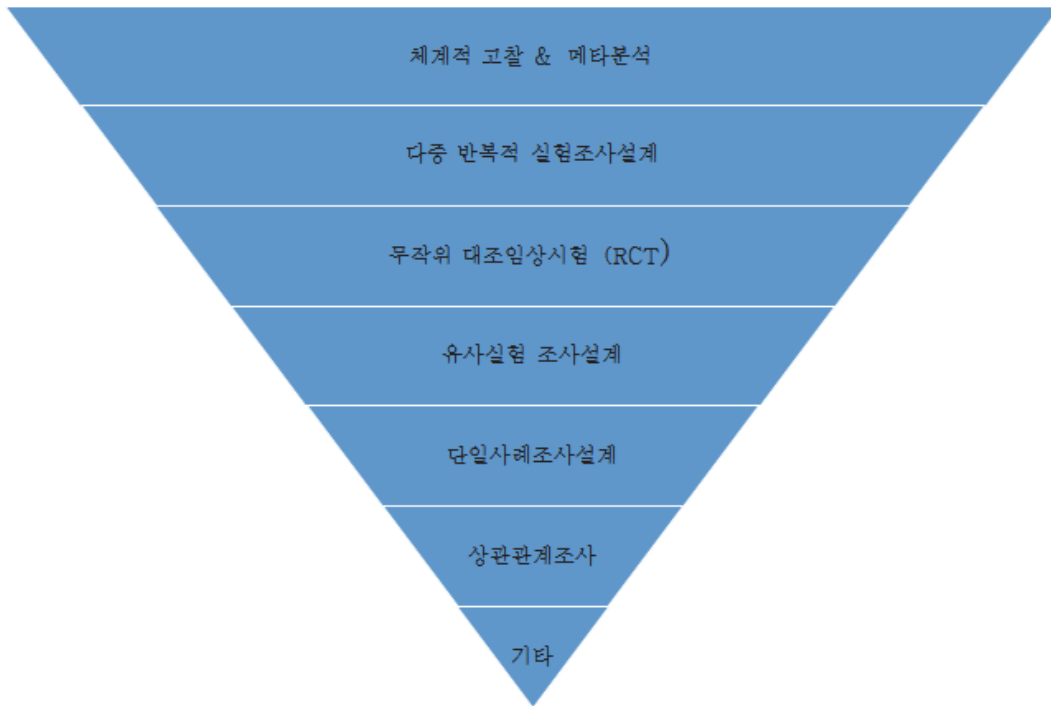 체계적 고찰 & 메타분석
다중 반복적 실험조사설계
무작위 대조임상시험 (RCT)
유사실험 조사설계
단일사례조사설계
상관관계조사
기타